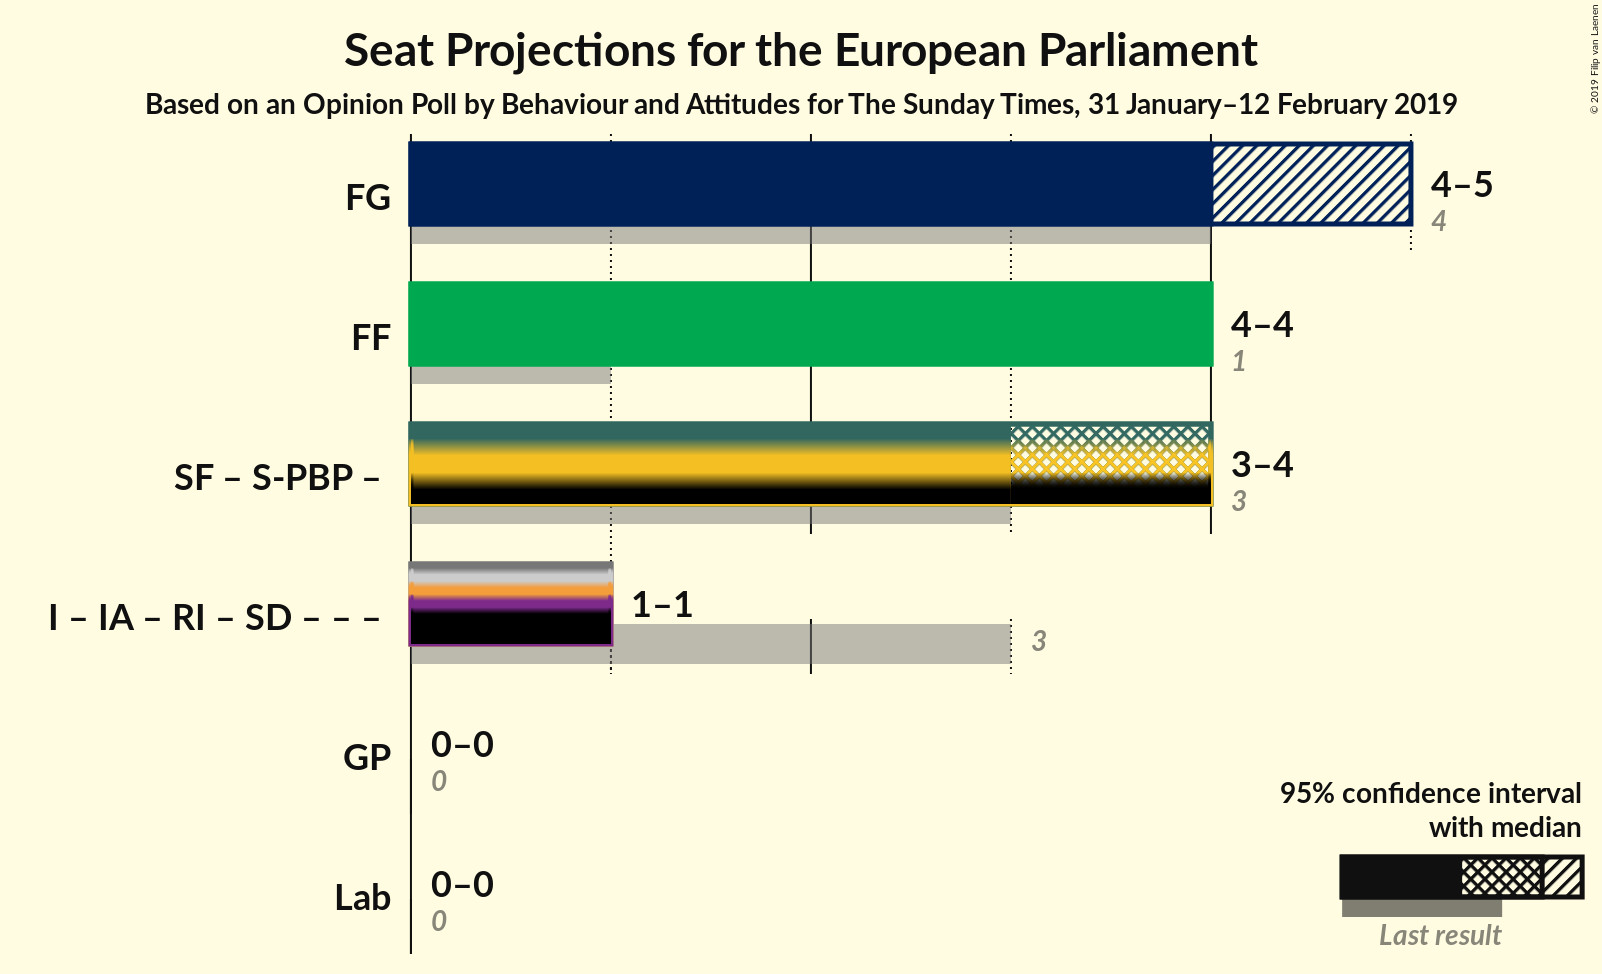 Seat Projections for the European Parliament
Based on an Opinion Poll by Behaviour and Attitudes for The Sunday Times, 31 January–12 February 2019
© 2019 Filip van Laenen
FG
4–5
4
FF
4–4
1
SF – S-PBP –
3–4
3
I – IA – RI – SD – – –
1–1
3
GP
0–0
0
Lab
0–0
0
95% confidence interval
with median
Last result